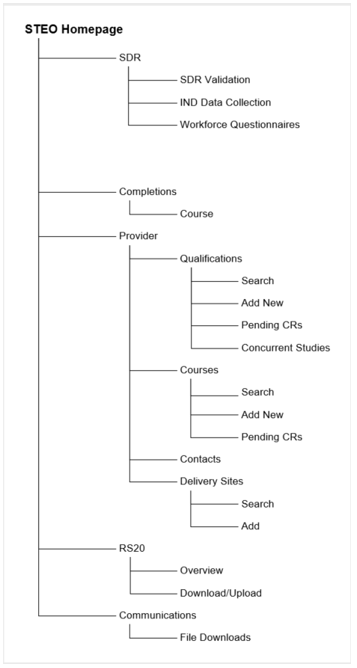 STEO Homepage
SDR
SDR Validation
IND Data Collection
Workforce Questionnaires
Completions
Course
Provider
Qualifications
Search
Add New
Pending CRs
Concurrent Studies
Courses
Search
Add New
Pending CRs
Contacts
Delivery Sites
Search
Add
RS20
Overview
Download/Upload
Communications
File Downloads